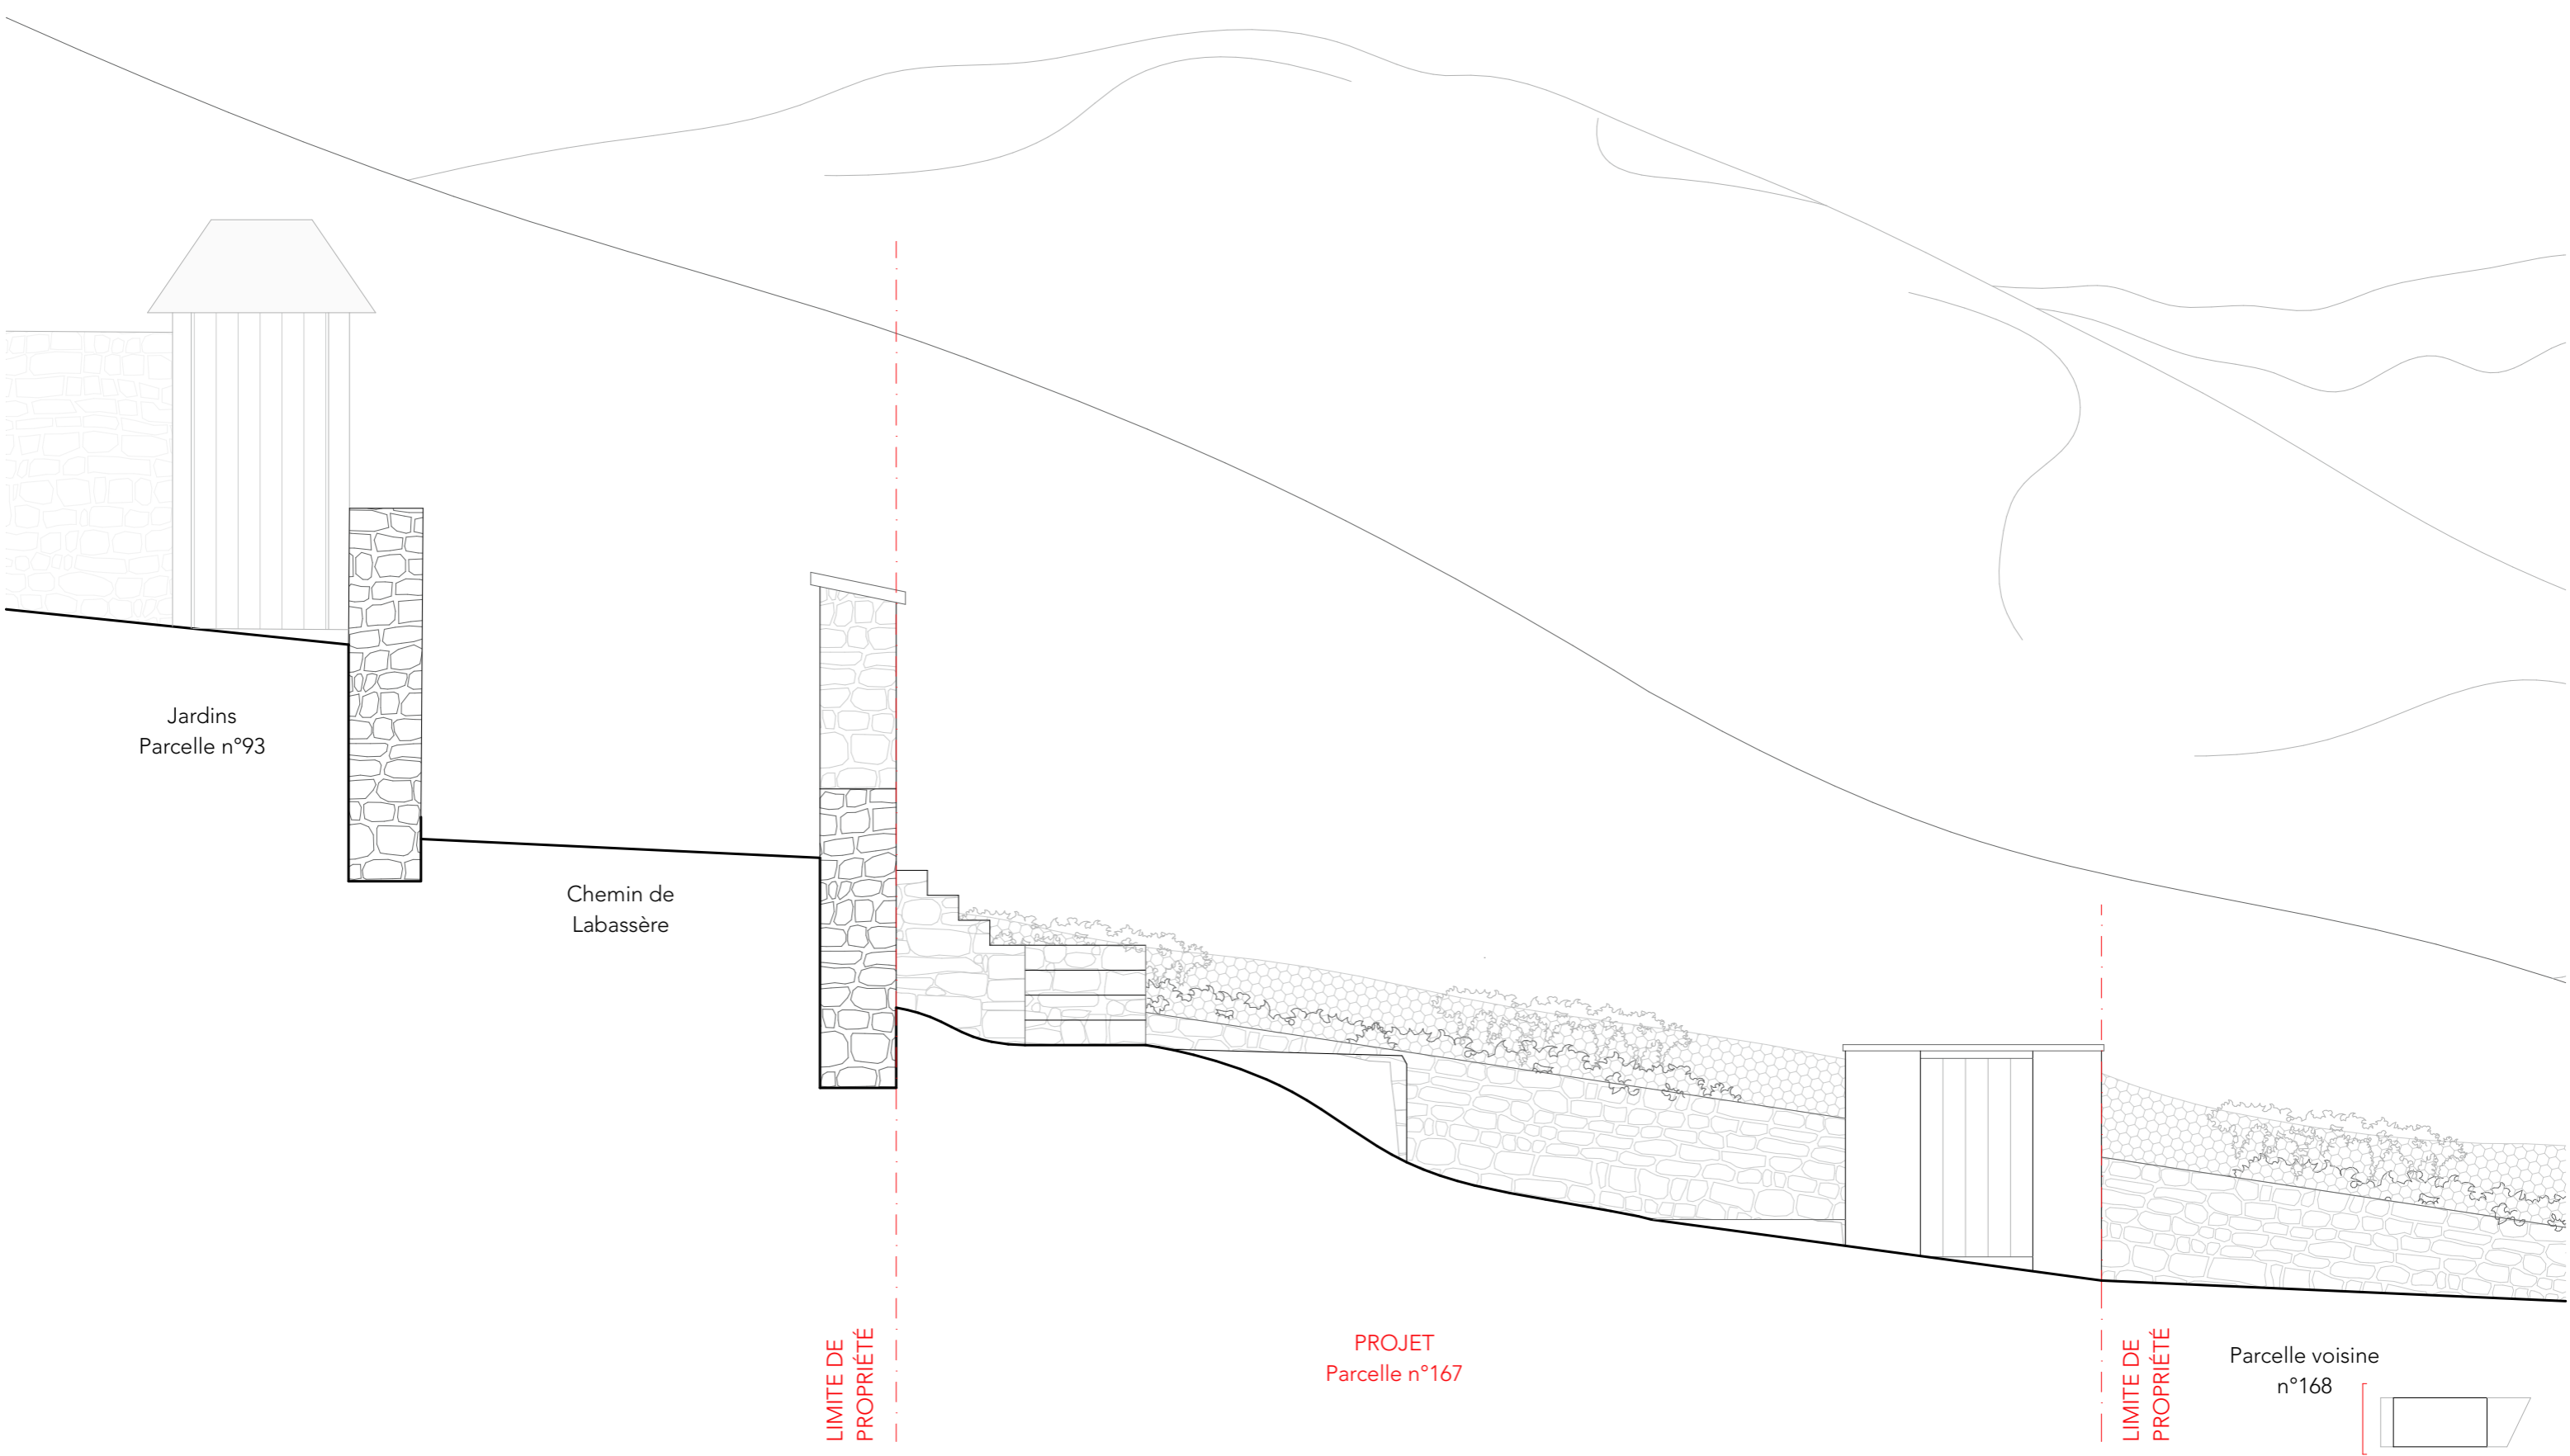 Jardins
Parcelle n°93
Chemin de
Labassère
LIMITE DE
PROPRIÉTÉ
PROJET
Parcelle n°167
LIMITE DE
PROPRIÉTÉ
Parcelle voisine
n°168